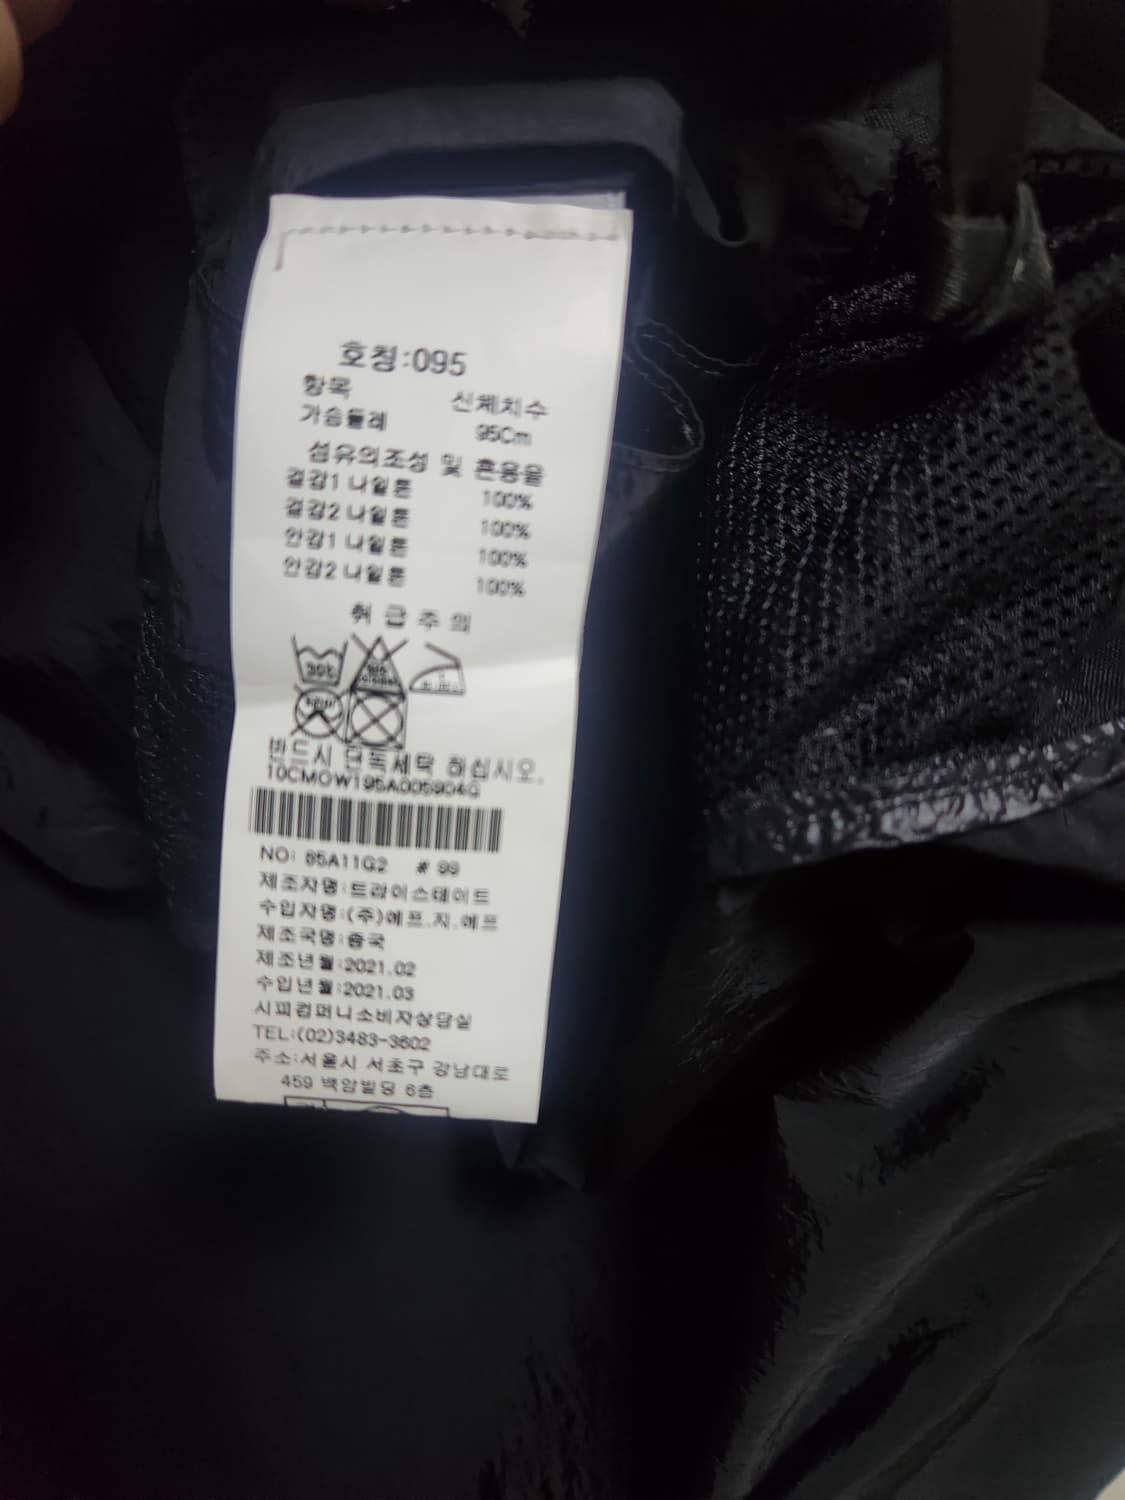 호칭:095
항목 신체치수
가슴둘레 95Cm
섬유의조성 및 혼용율
겉감1 나일론 100%
겉감2 나일론 100%
안감1 나일론 100%
안감2 나일론 100%
취급주의
30℃
반드시 단독세탁 하십시오.
10CMOW195A005904G
NO: 85A11G2 # 99
제조자명:트라이스테이드
수입자명:(주)에프.지.에프
제조국명:중국
제조년월:2021.02
수입년월:2021.03
시피컴퍼니소비자상담실
TEL:(02)3483-3602
주소:서울시 서초구 강남대로
459 백암빌딩 6층